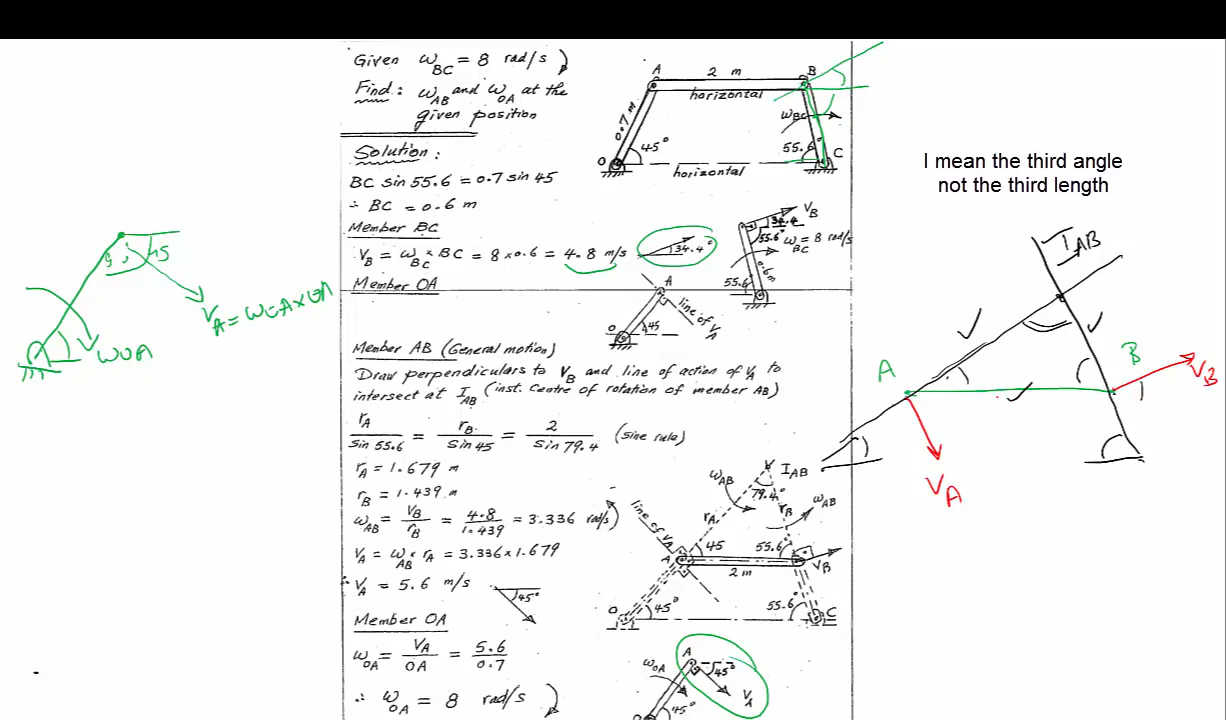 Given ω_BC = 8 rad/s
Find: ω_AB and ω_OA at the
given position
Solution:
BC sin 55.6 = 0.7 sin 45
∴ BC = 0.6 m
Member BC
V_B = ω_BC × BC = 8 × 0.6 = 4.8 m/s
34.4°
Member OA
Member AB (General motion)
Draw perpendiculars to V_B and line of action of V_A to
intersect at I_AB (inst. Centre of rotation of member AB)
r_A / sin 55.6 = r_B / sin 45 = 2 / sin 79.4 (sine rule)
r_A = 1.679 m
r_B = 1.439 m
ω_AB = V_B / r_B = 4.8 / 1.439 = 3.336 rad/s
V_A = ω_AB × r_A = 3.336 × 1.679
∴ V_A = 5.6 m/s
45°
Member OA
ω_OA = V_A / OA = 5.6 / 0.7
∴ ω_OA = 8 rad/s
A
2 m
B
horizontal
0.7 m
ω_BC
45°
55.6°
O
C
horizontal
V_B
34.4
55.6°
ω_BC = 8 rad/s
0.6m
55.6°
A
line of V_A
O
45
I_AB
ω_AB
79.4°
r_A
r_B
ω_AB
line of V_A
A
45
55.6°
V_B
2 m
O
45°
55.6°
C
A
ω_OA
45°
V_A
45°
45
V_A = ωOA × OA
ωOA
I mean the third angle
not the third length
I_AB
A
B
V_B
V_A